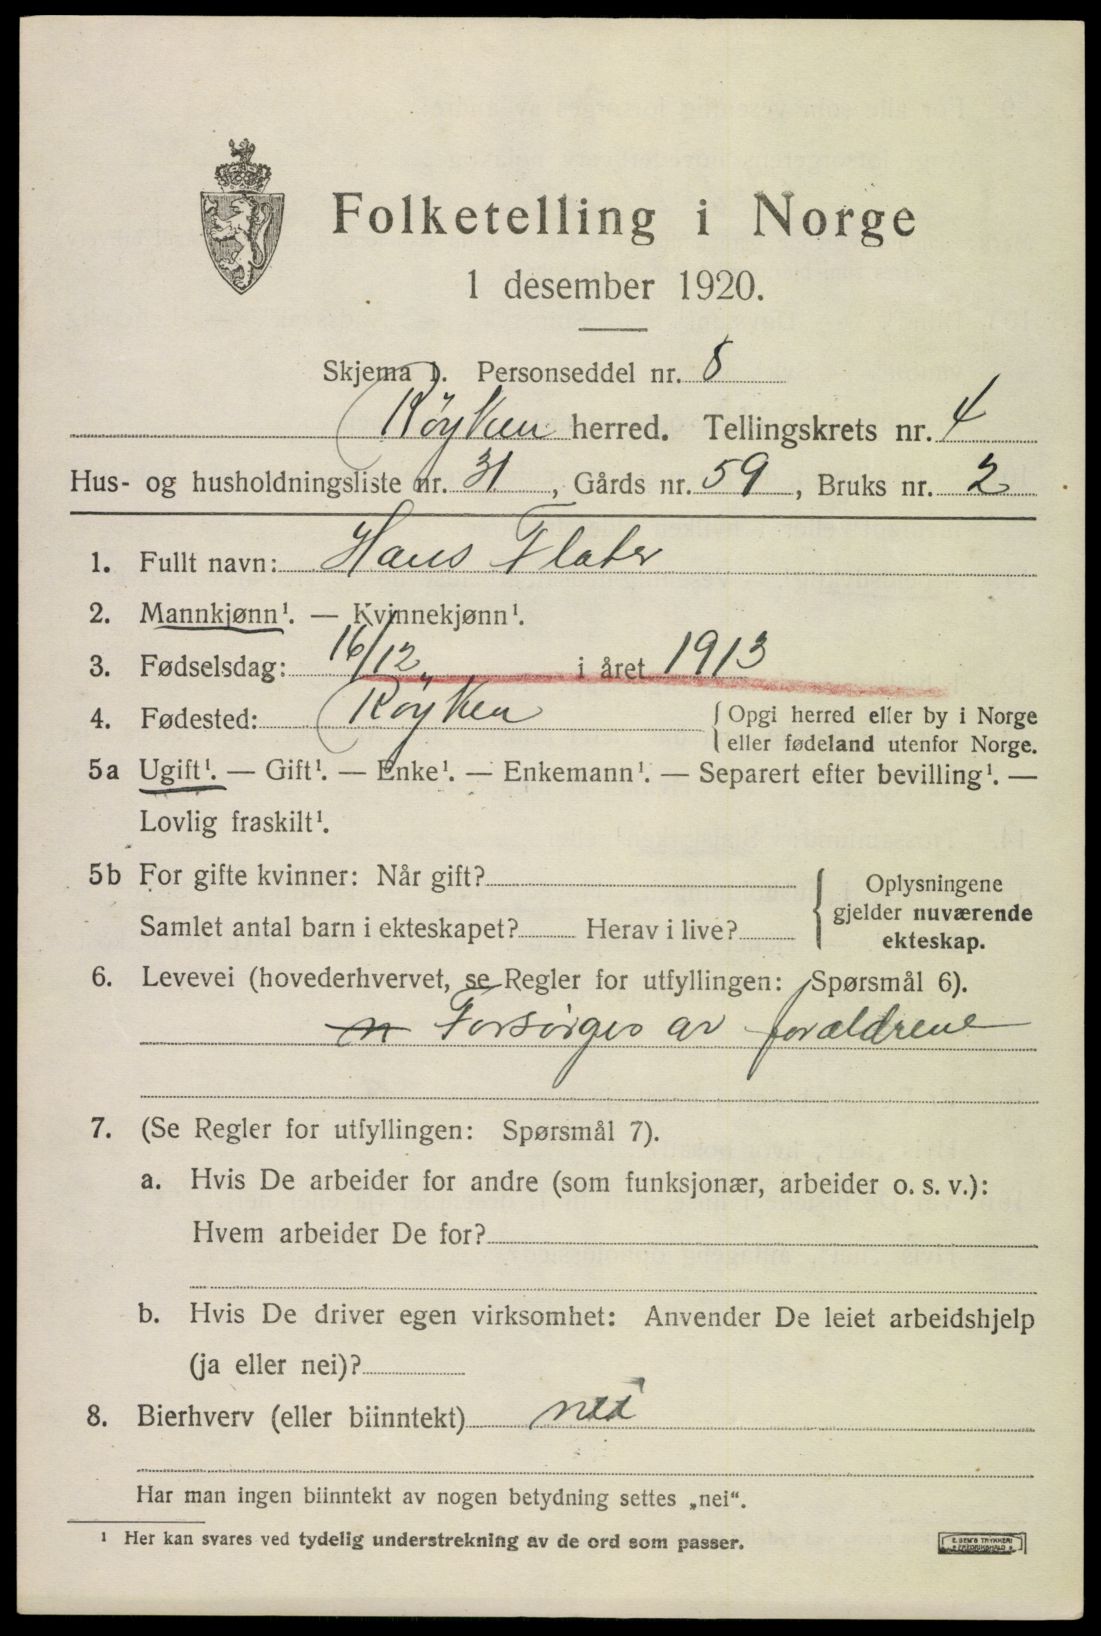 Folketelling i Norge
1 desember 1920.
Skjema 1. Personseddel nr. 8
Røyken herred. Tellingskrets nr. 4
Hus- og husholdningsliste nr. 31, Gårds nr. 59, Bruks nr. 2
1. Fullt navn: Hans Flater
2. Mannkjønn¹. — Kvinnekjønn¹.
3. Fødselsdag: 16/12 i året 1913
4. Fødested: Røyken { Opgi herred eller by i Norge
eller fødeland utenfor Norge.
5a Ugift¹. — Gift¹. — Enke¹. — Enkemann¹. — Separert efter bevilling¹. —
Lovlig fraskilt¹.
5b For gifte kvinner: Når gift?
Samlet antal barn i ekteskapet? Herav i live?
{ Oplysningene
gjelder nuværende
ekteskap.
6. Levevei (hovederhvervet, se Regler for utfyllingen: Spørsmål 6).
Forsörges av forældrene
7. (Se Regler for utfyllingen: Spørsmål 7).
a. Hvis De arbeider for andre (som funksjonær, arbeider o. s. v.):
Hvem arbeider De for?
b. Hvis De driver egen virksomhet: Anvender De leiet arbeidshjelp
(ja eller nei)?
8. Bierhverv (eller biinntekt) nei
Har man ingen biinntekt av nogen betydning settes „nei“.
¹ Her kan svares ved tydelig understrekning av de ord som passer.
E. SEM'S TRYKKERI
FREDRIKSHALD